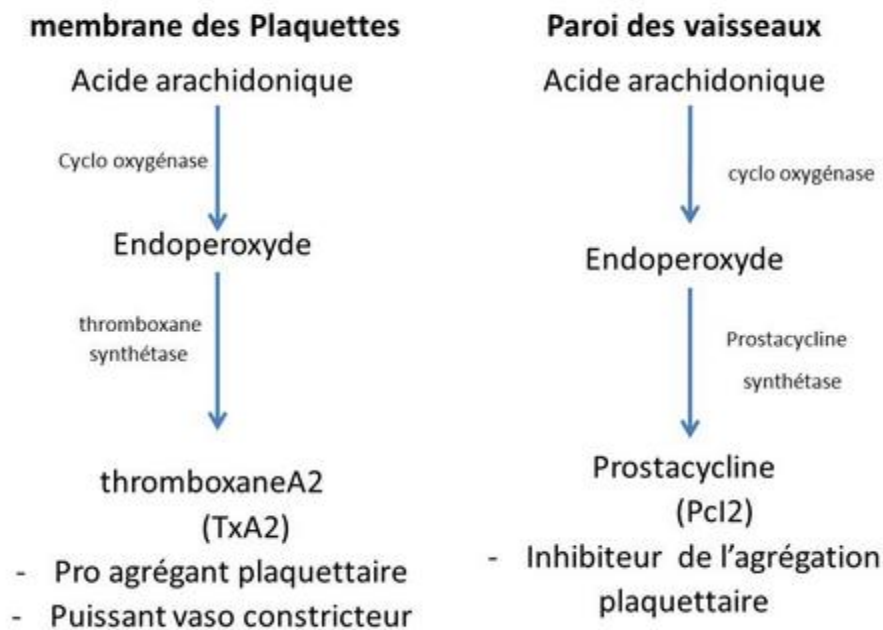 membrane des Plaquettes
Acide arachidonique
Cyclo oxygénase
Endoperoxyde
thromboxane
synthétase
thromboxaneA2
(TxA2)
- Pro agrégant plaquettaire
- Puissant vaso constricteur
Paroi des vaisseaux
Acide arachidonique
cyclo oxygénase
Endoperoxyde
Prostacycline
synthétase
Prostacycline
(PcI2)
- Inhibiteur de l'agrégation
plaquettaire